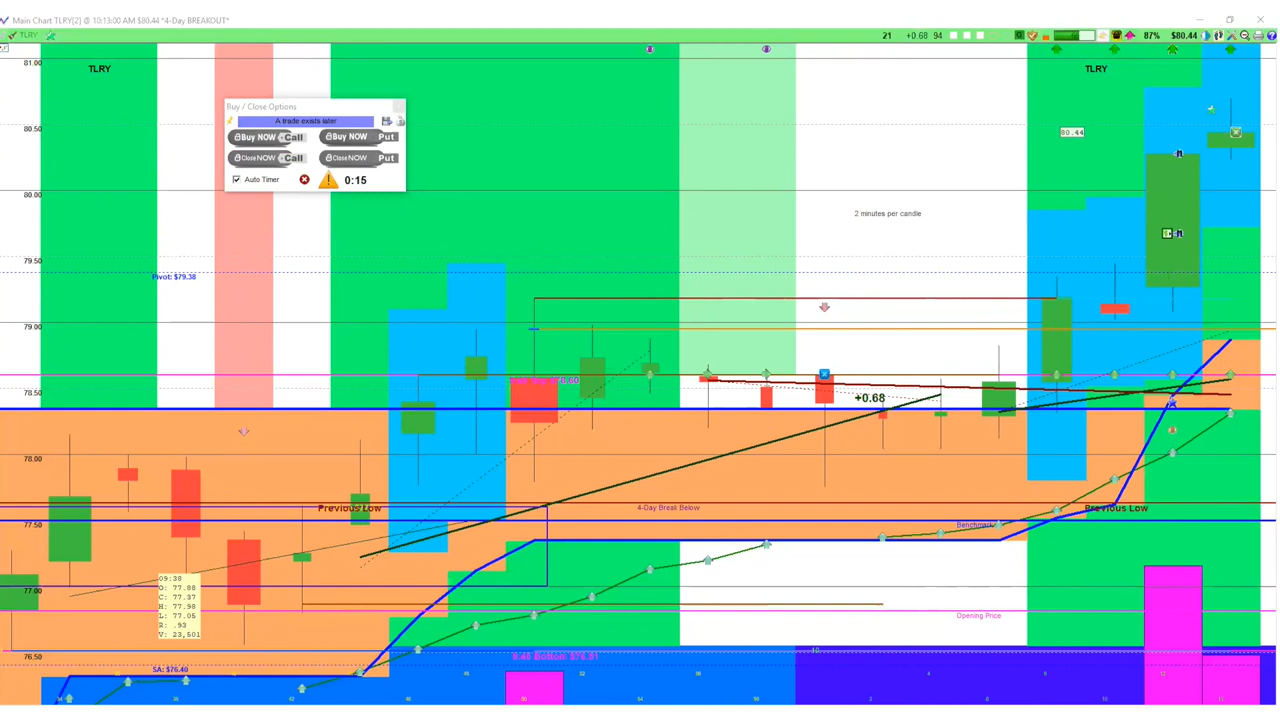 Main Chart TLRY[2] @ 10:13:00 AM $80.44 *4-Day BREAKOUT*
TLRY
21 +0.68 94
87% $80.44
81.00
80.50
80.00
79.50
79.00
78.50
78.00
77.50
77.00
76.50
TLRY
TLRY
Buy / Close Options
A trade exists later
Buy NOW Call
Buy NOW Put
Close NOW Call
Close NOW Put
Auto Timer
0:15
80.44
2 minutes per candle
Pivot: $79.38
+0.68
Previous Low
4-Day Break Below
Previous Low
Benchmark
09:38
O: 77.88
C: 77.37
H: 77.98
L: 77.05
R: .93
V: 23,501
Opening Price
SA: $76.40
10